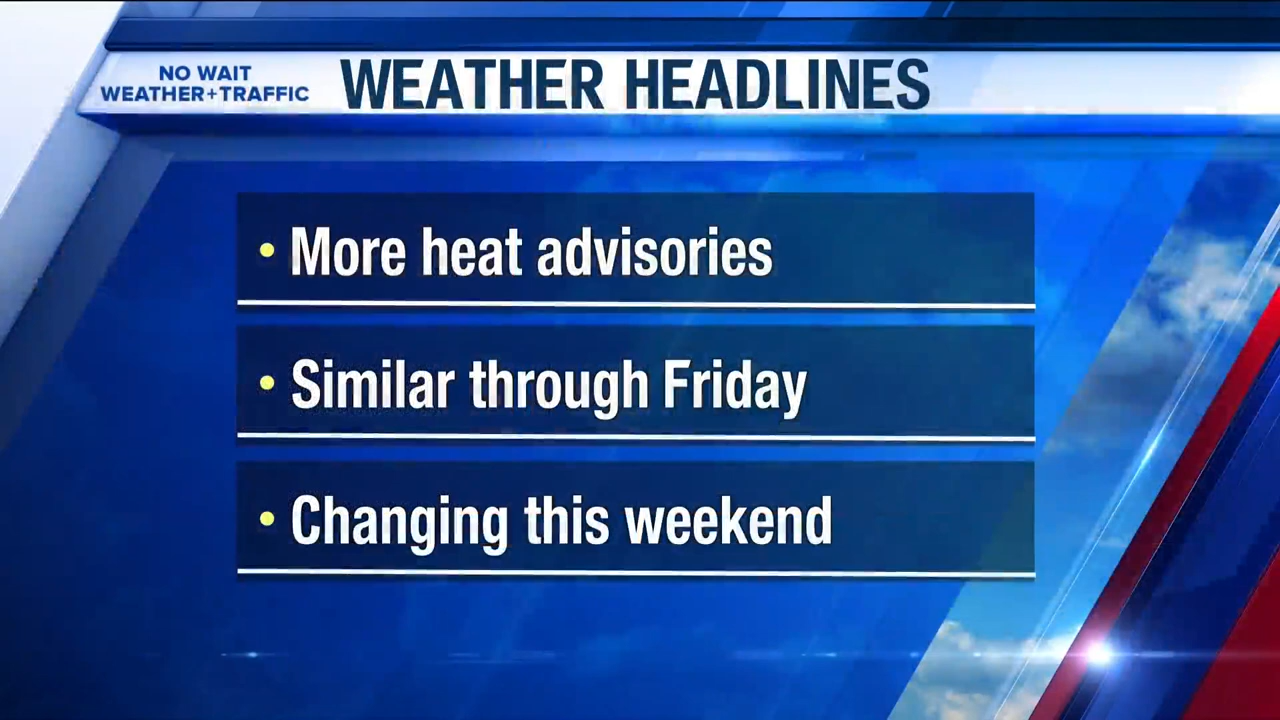 NO WAIT
WEATHER+TRAFFIC
WEATHER HEADLINES
• More heat advisories
• Similar through Friday
• Changing this weekend